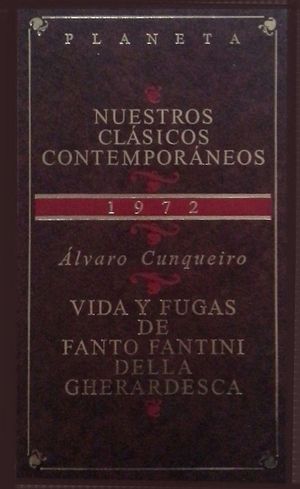 PLANETA
NUESTROS
CLÁSICOS
CONTEMPORÁNEOS
1972
Álvaro Cunqueiro
VIDA Y FUGAS
DE
FANTO FANTINI
DELLA
GHERARDESCA